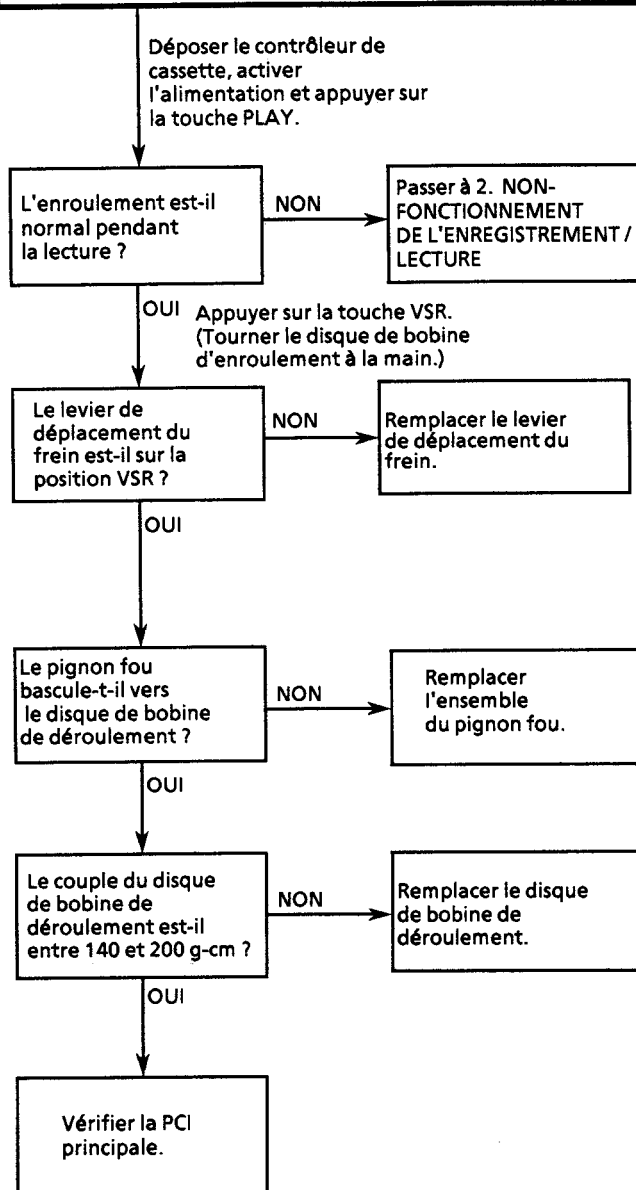 Déposer le contrôleur de
cassette, activer
l'alimentation et appuyer sur
la touche PLAY.
L'enroulement est-il
normal pendant
la lecture ?
NON
Passer à 2. NON-
FONCTIONNEMENT
DE L'ENREGISTREMENT /
LECTURE
OUI
Appuyer sur la touche VSR.
(Tourner le disque de bobine
d'enroulement à la main.)
Le levier de
déplacement du
frein est-il sur la
position VSR ?
NON
Remplacer le levier
de déplacement du
frein.
OUI
Le pignon fou
bascule-t-il vers
le disque de bobine
de déroulement ?
NON
Remplacer
l'ensemble
du pignon fou.
OUI
Le couple du disque
de bobine de
déroulement est-il
entre 140 et 200 g-cm ?
NON
Remplacer le disque
de bobine de
déroulement.
OUI
Vérifier la PCI
principale.